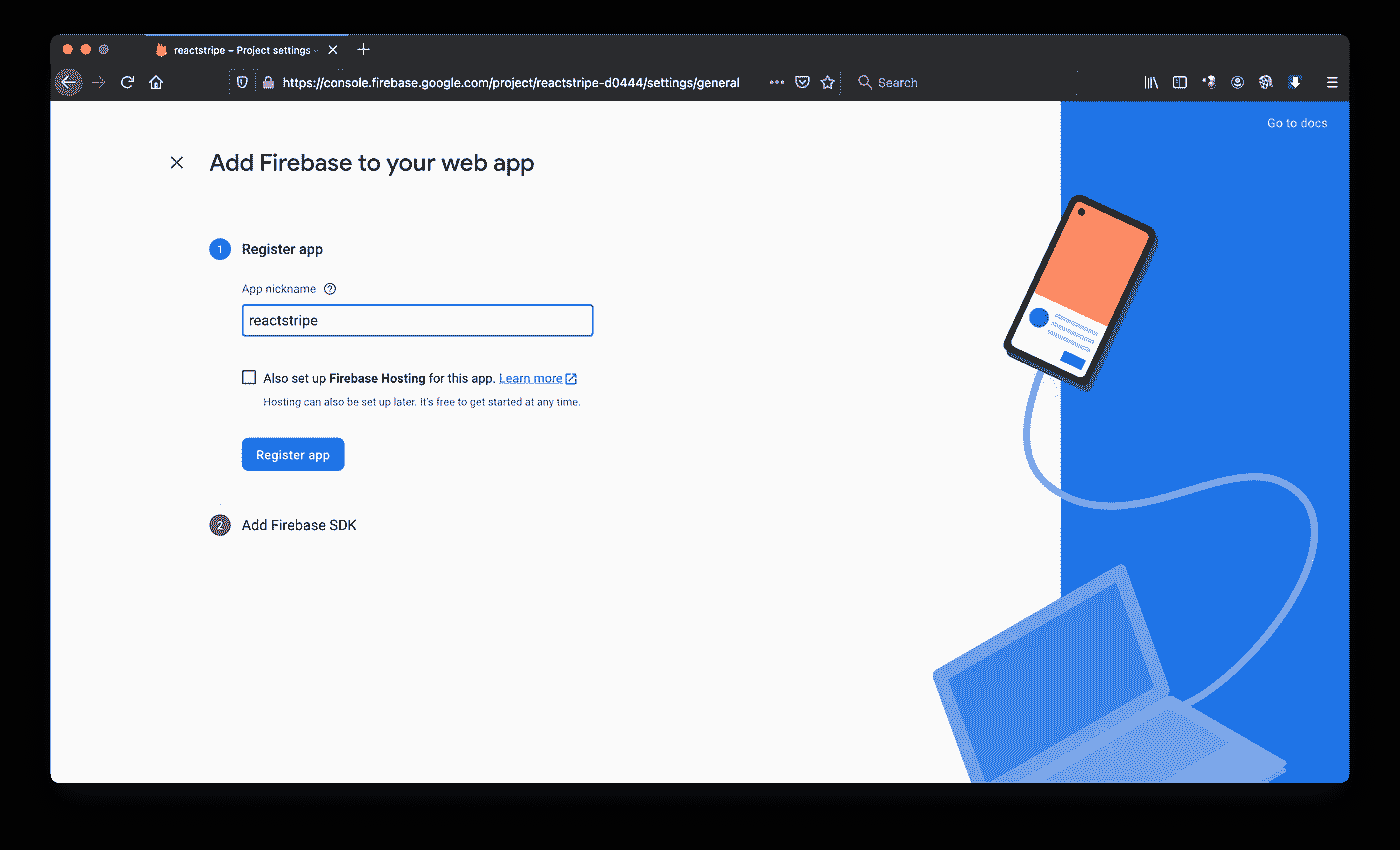 reactstripe – Project settings -
https://console.firebase.google.com/project/reactstripe-d0444/settings/general
Search
Go to docs
Add Firebase to your web app
1 Register app
App nickname
reactstripe
Also set up Firebase Hosting for this app. Learn more
Hosting can also be set up later. It's free to get started at any time.
Register app
2 Add Firebase SDK